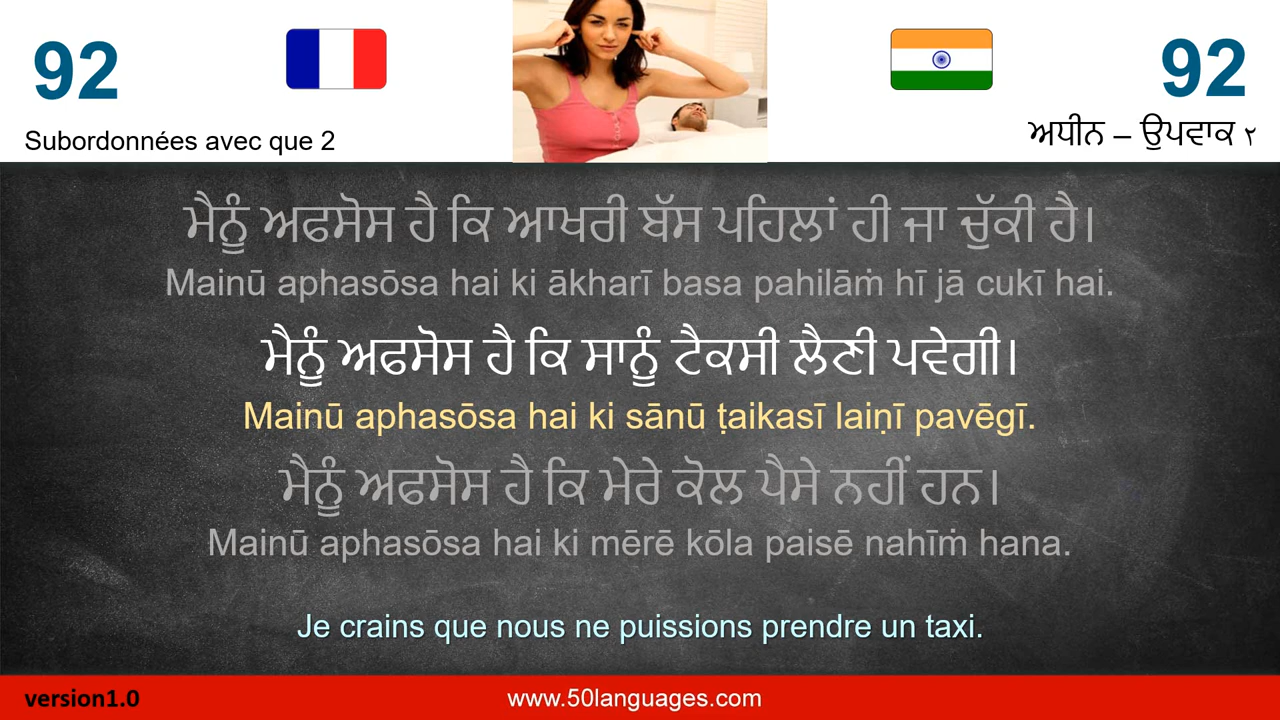 92
92
Subordonnées avec que 2
ਅਧੀਨ – ਉਪਵਾਕ ੨
ਮੈਨੂੰ ਅਫਸੋਸ ਹੈ ਕਿ ਆਖਰੀ ਬੱਸ ਪਹਿਲਾਂ ਹੀ ਜਾ ਚੁੱਕੀ ਹੈ।
Mainū aphasōsa hai ki ākharī basa pahilāṁ hī jā cukī hai.
ਮੈਨੂੰ ਅਫਸੋਸ ਹੈ ਕਿ ਸਾਨੂੰ ਟੈਕਸੀ ਲੈਣੀ ਪਵੇਗੀ।
Mainū aphasōsa hai ki sānū ṭaikasī laiṇī pavēgī.
ਮੈਨੂੰ ਅਫਸੋਸ ਹੈ ਕਿ ਮੇਰੇ ਕੋਲ ਪੈਸੇ ਨਹੀਂ ਹਨ।
Mainū aphasōsa hai ki mērē kōla paisē nahīṁ hana.
Je crains que nous ne puissions prendre un taxi.
version1.0
www.50languages.com